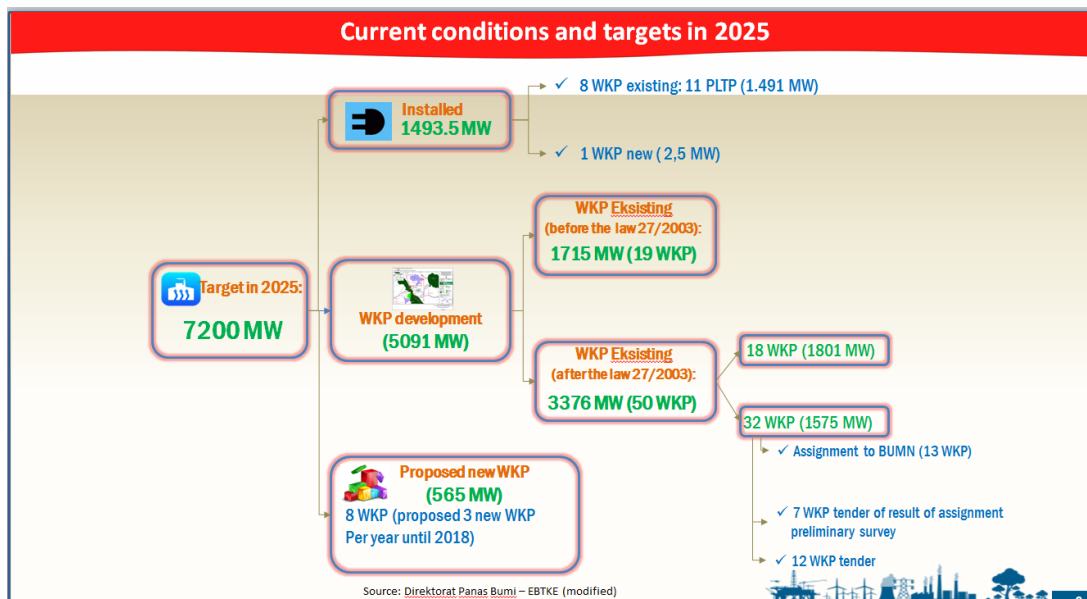 Current conditions and targets in 2025
Installed
1493.5 MW
✓ 8 WKP existing: 11 PLTP (1.491 MW)
✓ 1 WKP new ( 2,5 MW)
Target in 2025:
7200 MW
WKP development
(5091 MW)
WKP Eksisting
(before the law 27/2003):
1715 MW (19 WKP)
WKP Eksisting
(after the law 27/2003):
3376 MW (50 WKP)
18 WKP (1801 MW)
32 WKP (1575 MW)
✓ Assignment to BUMN (13 WKP)
✓ 7 WKP tender of result of assignment
preliminary survey
✓ 12 WKP tender
Proposed new WKP
(565 MW)
8 WKP (proposed 3 new WKP
Per year until 2018)
Source: Direktorat Panas Bumi – EBTKE (modified)